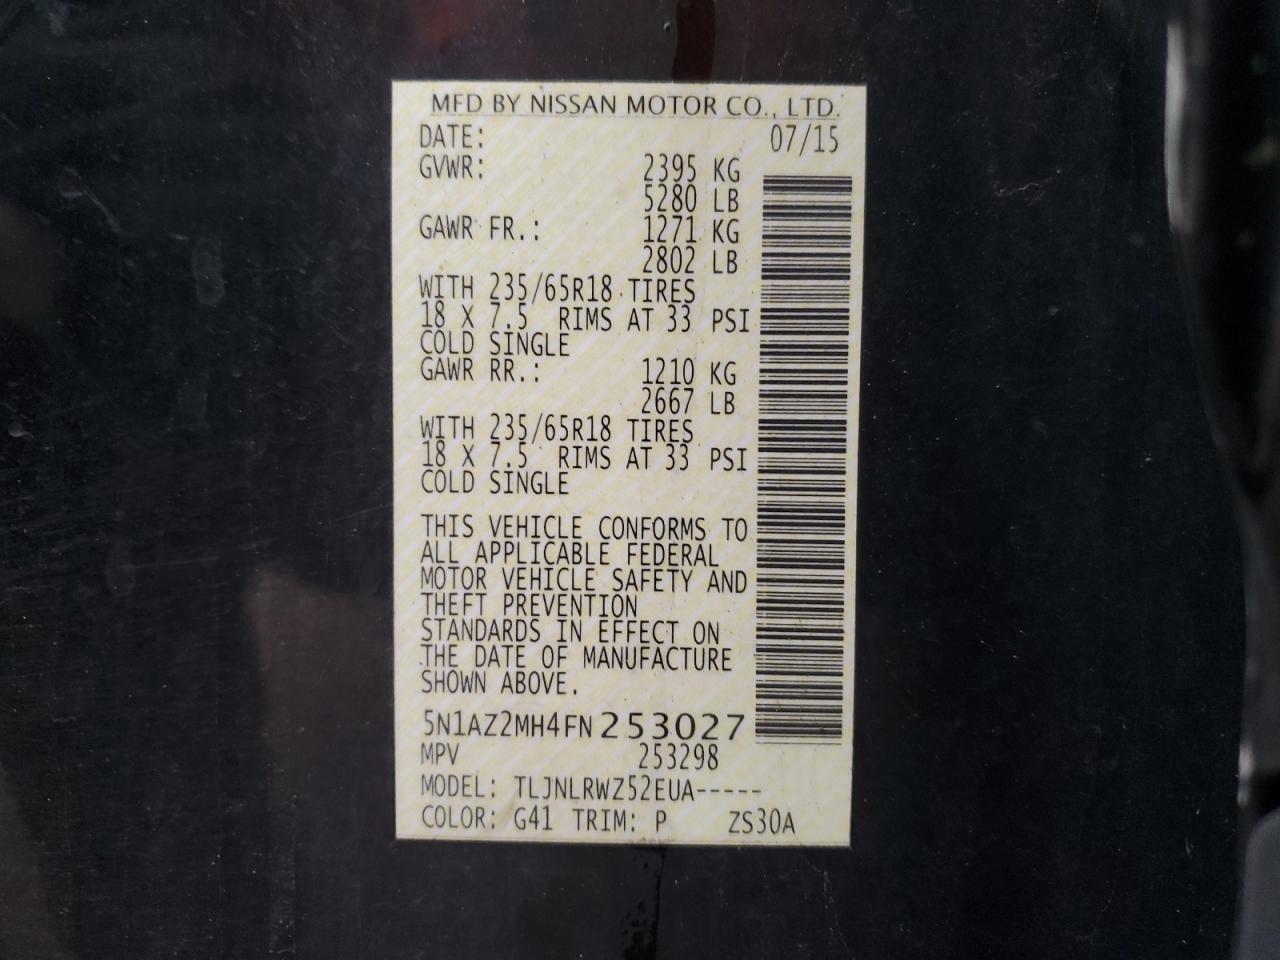 MFD BY NISSAN MOTOR CO., LTD.
DATE: 07/15
GVWR: 2395 KG
5280 LB
GAWR FR.: 1271 KG
2802 LB
WITH 235/65R18 TIRES
18 X 7.5 RIMS AT 33 PSI
COLD SINGLE
GAWR RR.: 1210 KG
2667 LB
WITH 235/65R18 TIRES
18 X 7.5 RIMS AT 33 PSI
COLD SINGLE
THIS VEHICLE CONFORMS TO
ALL APPLICABLE FEDERAL
MOTOR VEHICLE SAFETY AND
THEFT PREVENTION
STANDARDS IN EFFECT ON
THE DATE OF MANUFACTURE
SHOWN ABOVE.
5N1AZ2MH4FN253027
MPV 253298
MODEL: TLJNLRWZ52EUA-----
COLOR: G41 TRIM: P ZS30A